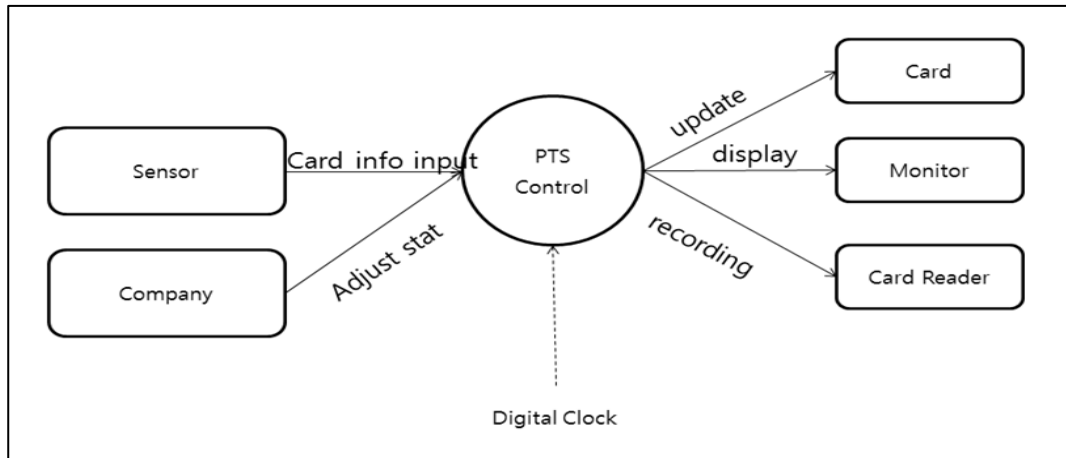 Sensor
Card info input
Company
Adjust stat
PTS
Control
Digital Clock
update
display
recording
Card
Monitor
Card Reader